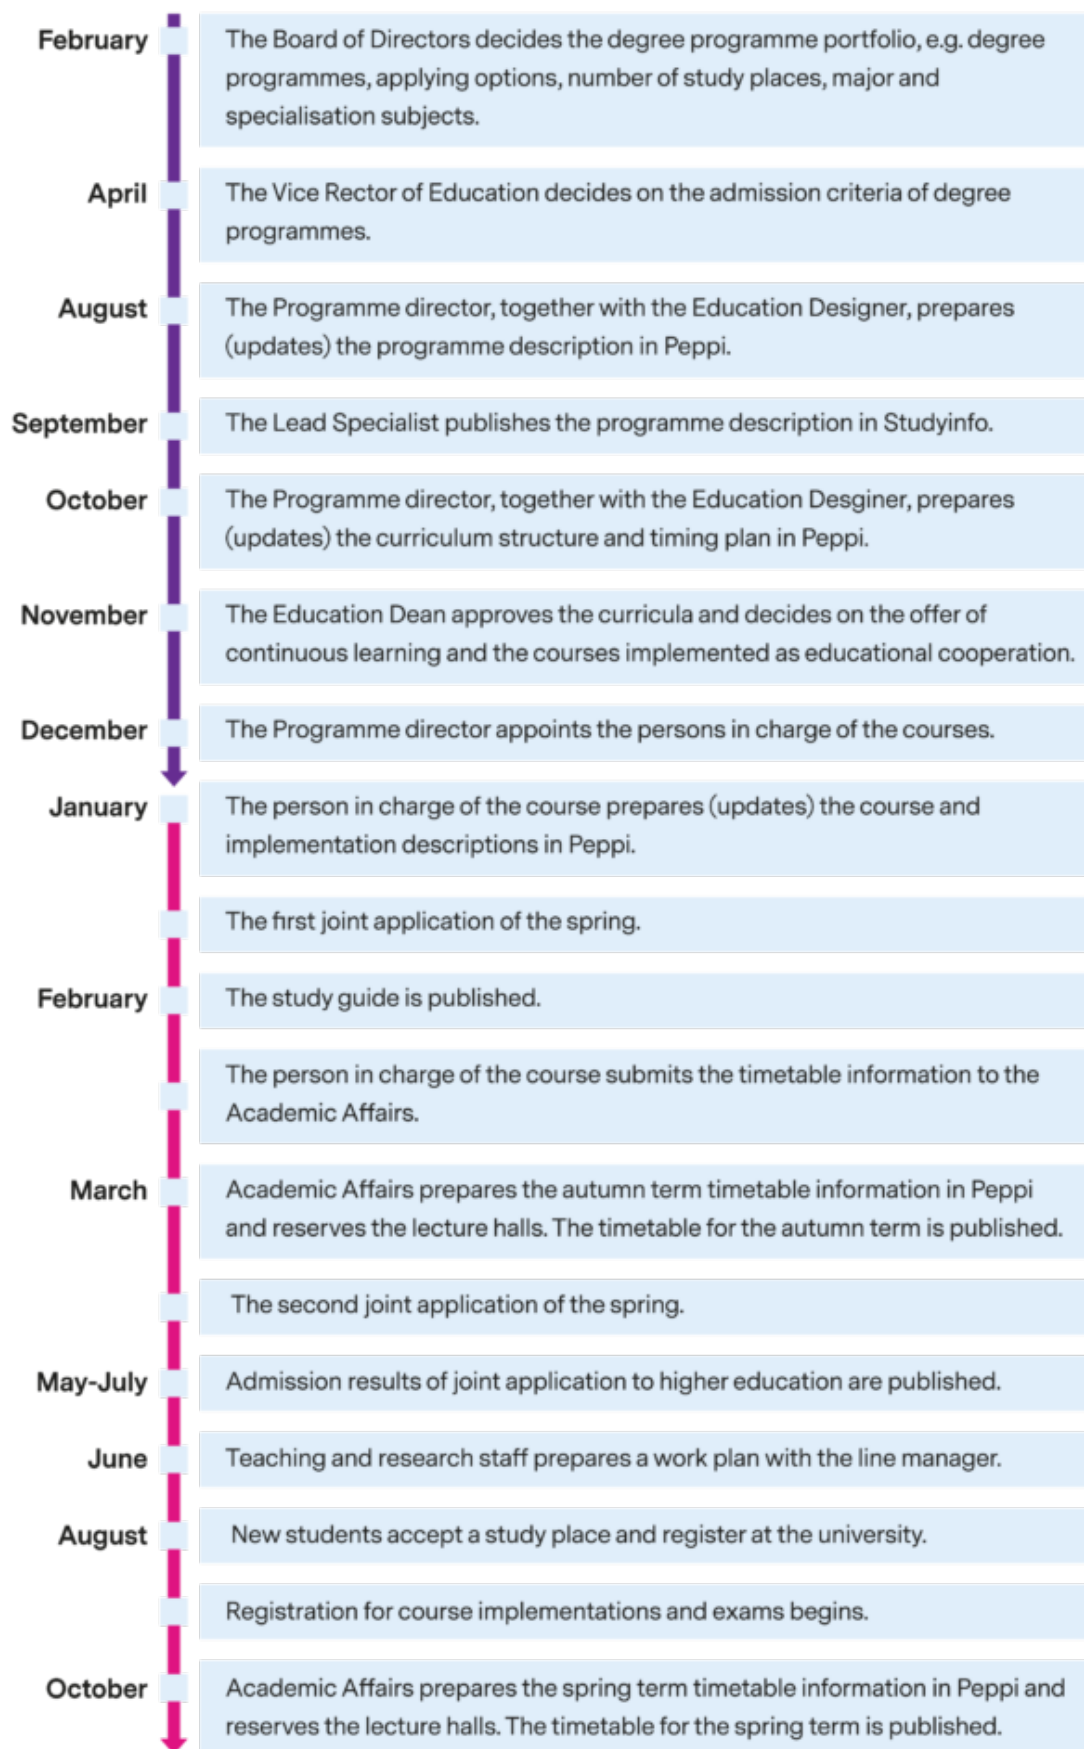 February
The Board of Directors decides the degree programme portfolio, e.g. degree
programmes, applying options, number of study places, major and
specialisation subjects.
April
The Vice Rector of Education decides on the admission criteria of degree
programmes.
August
The Programme director, together with the Education Designer, prepares
(updates) the programme description in Peppi.
September
The Lead Specialist publishes the programme description in Studyinfo.
October
The Programme director, together with the Education Desginer, prepares
(updates) the curriculum structure and timing plan in Peppi.
November
The Education Dean approves the curricula and decides on the offer of
continuous learning and the courses implemented as educational cooperation.
December
The Programme director appoints the persons in charge of the courses.
January
The person in charge of the course prepares (updates) the course and
implementation descriptions in Peppi.
The first joint application of the spring.
February
The study guide is published.
The person in charge of the course submits the timetable information to the
Academic Affairs.
March
Academic Affairs prepares the autumn term timetable information in Peppi
and reserves the lecture halls. The timetable for the autumn term is published.
The second joint application of the spring.
May-July
Admission results of joint application to higher education are published.
June
Teaching and research staff prepares a work plan with the line manager.
August
New students accept a study place and register at the university.
Registration for course implementations and exams begins.
October
Academic Affairs prepares the spring term timetable information in Peppi and
reserves the lecture halls. The timetable for the spring term is published.